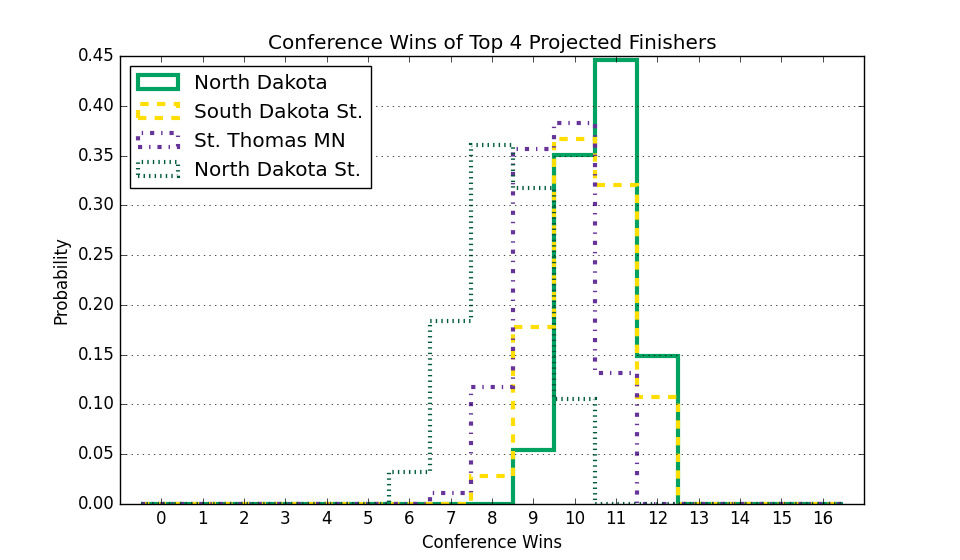 Conference Wins of Top 4 Projected Finishers
0.45
0.40
0.35
0.30
0.25
0.20
0.15
0.10
0.05
0.00
Probability
North Dakota
South Dakota St.
St. Thomas MN
North Dakota St.
0 1 2 3 4 5 6 7 8 9 10 11 12 13 14 15 16
Conference Wins